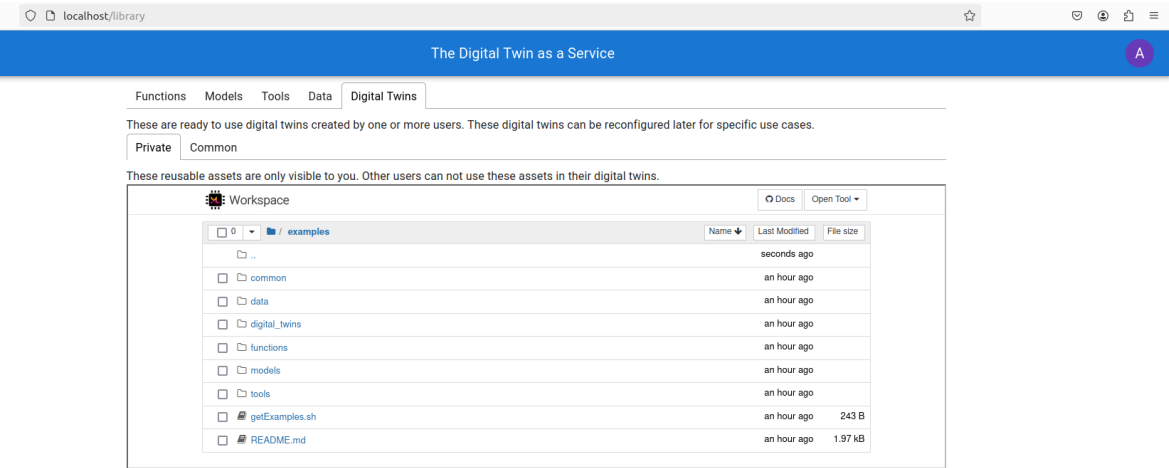 localhost/library
The Digital Twin as a Service
A
Functions Models Tools Data Digital Twins
These are ready to use digital twins created by one or more users. These digital twins can be reconfigured later for specific use cases.
Private Common
These reusable assets are only visible to you. Other users can not use these assets in their digital twins.
ML Workspace Docs Open Tool
0 / examples Name Last Modified File size
.. seconds ago
common an hour ago
data an hour ago
digital_twins an hour ago
functions an hour ago
models an hour ago
tools an hour ago
getExamples.sh an hour ago 243 B
README.md an hour ago 1.97 kB